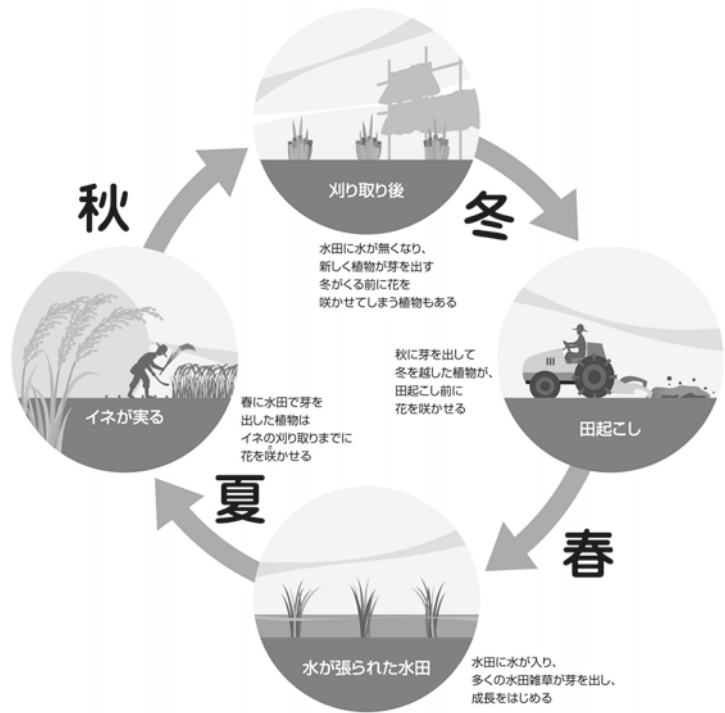 刈り取り後
水田に水が無くなり、
新しく植物が芽を出す
冬がくる前に花を
咲かせてしまう植物もある
冬
田起こし
秋に芽を出して
冬を越した植物が、
田起こし前に
花を咲かせる
春
水が張られた水田
水田に水が入り、
多くの水田雑草が芽を出し、
成長をはじめる
夏
イネが実る
春に水田で芽を
出した植物は
イネの刈り取りまでに
花を咲かせる
秋